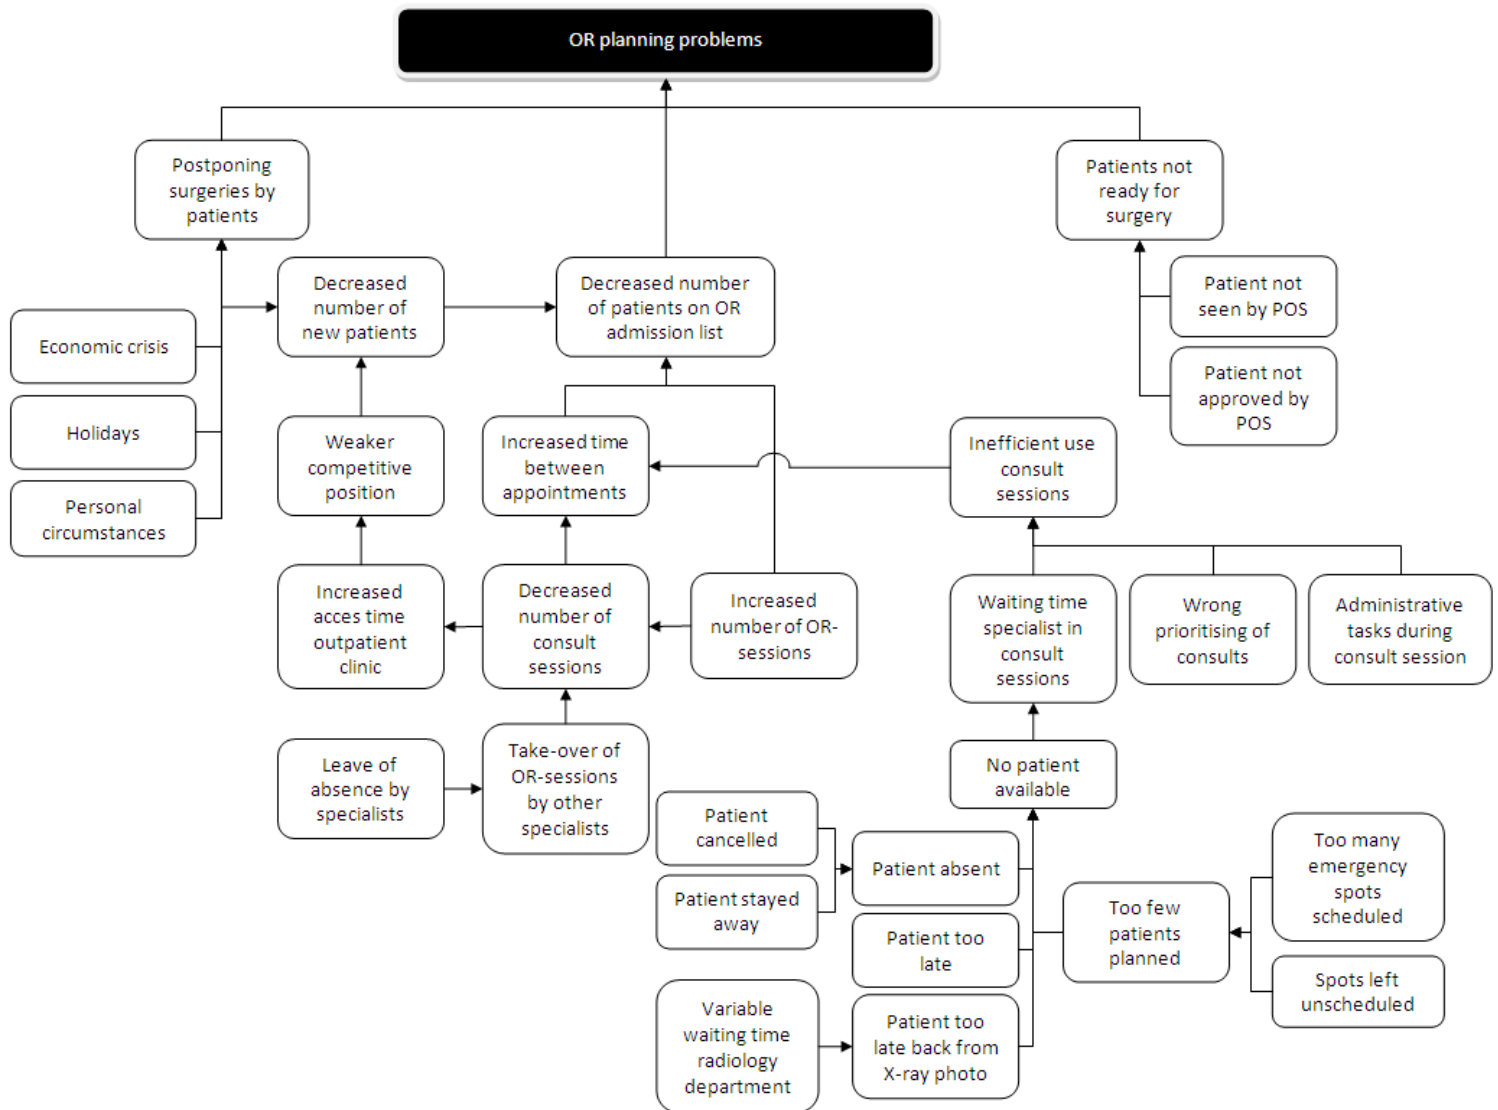 OR planning problems
Postponing
surgeries by
patients
Patients not
ready for
surgery
Decreased
number of
new patients
Decreased number
of patients on OR
admission list
Patient not
seen by POS
Economic crisis
Patient not
approved by
POS
Holidays
Weaker
competitive
position
Increased time
between
appointments
Inefficient use
consult
sessions
Personal
circumstances
Increased
acces time
outpatient
clinic
Decreased
number of
consult
sessions
Increased
number of OR-
sessions
Waiting time
specialist in
consult
sessions
Wrong
prioritising of
consults
Administrative
tasks during
consult session
Leave of
absence by
specialists
Take-over of
OR-sessions
by other
specialists
No patient
available
Patient
cancelled
Patient absent
Too many
emergency
spots
scheduled
Patient stayed
away
Patient too
late
Too few
patients
planned
Spots left
unscheduled
Variable
waiting time
radiology
department
Patient too
late back from
X-ray photo